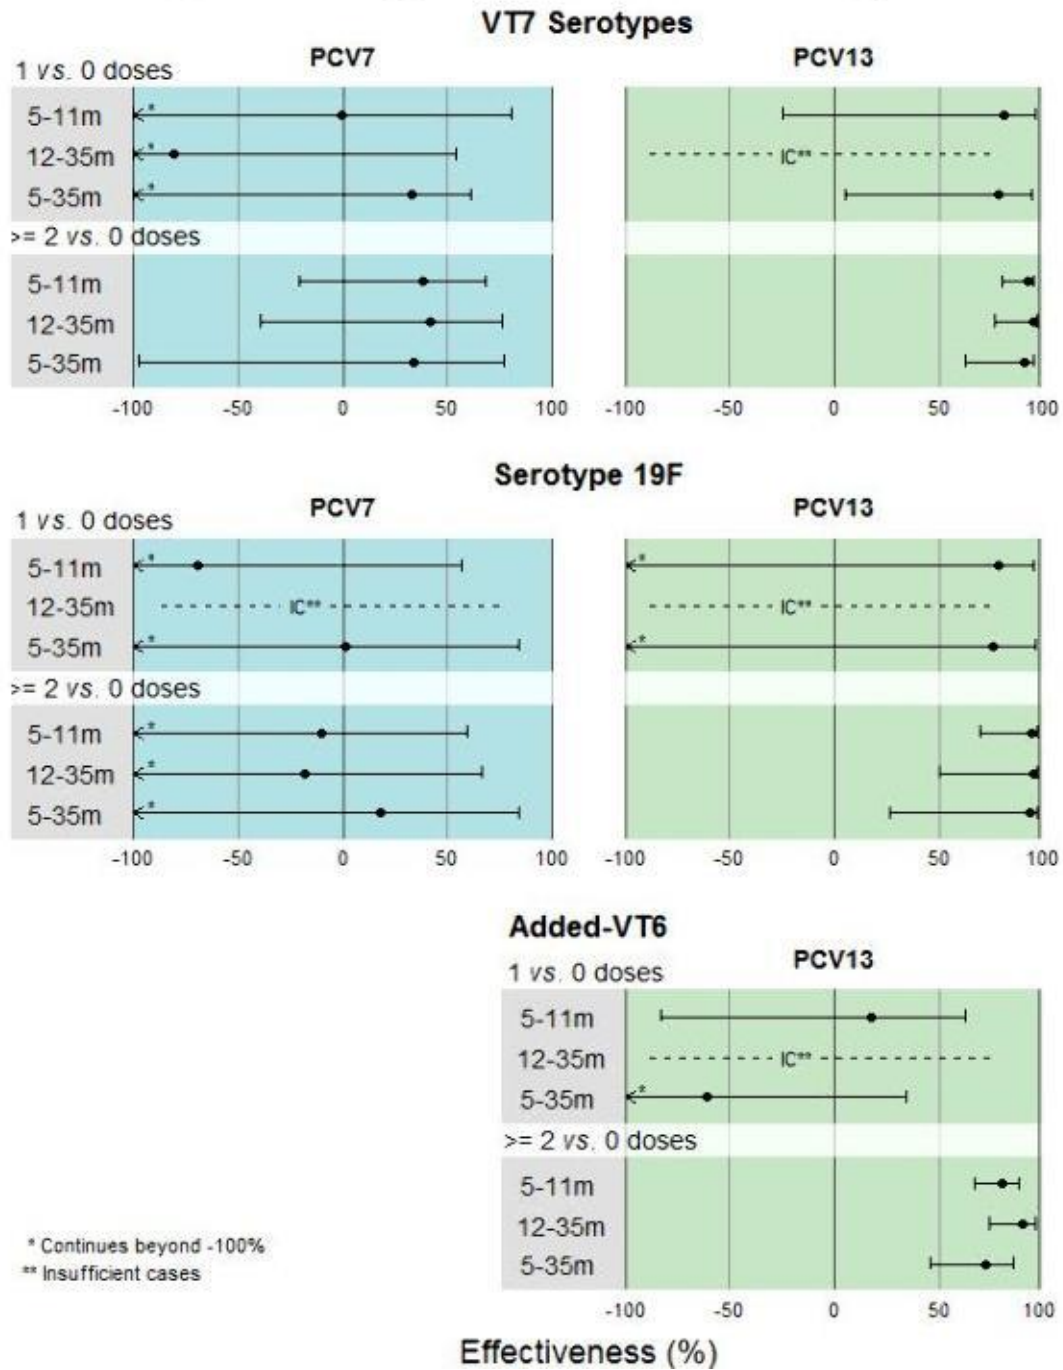 VT7 Serotypes
PCV7 PCV13
1 vs. 0 doses
5-11m *
12-35m * IC**
5-35m *
>= 2 vs. 0 doses
5-11m
12-35m
5-35m
-100 -50 0 50 100 -100 -50 0 50 100
Serotype 19F
PCV7 PCV13
1 vs. 0 doses
5-11m * *
12-35m IC** IC**
5-35m * *
>= 2 vs. 0 doses
5-11m *
12-35m *
5-35m *
-100 -50 0 50 100 -100 -50 0 50 100
Added-VT6
PCV13
1 vs. 0 doses
5-11m
12-35m IC**
5-35m *
>= 2 vs. 0 doses
5-11m
12-35m
5-35m
* Continues beyond -100%
** Insufficient cases
-100 -50 0 50 100
Effectiveness (%)